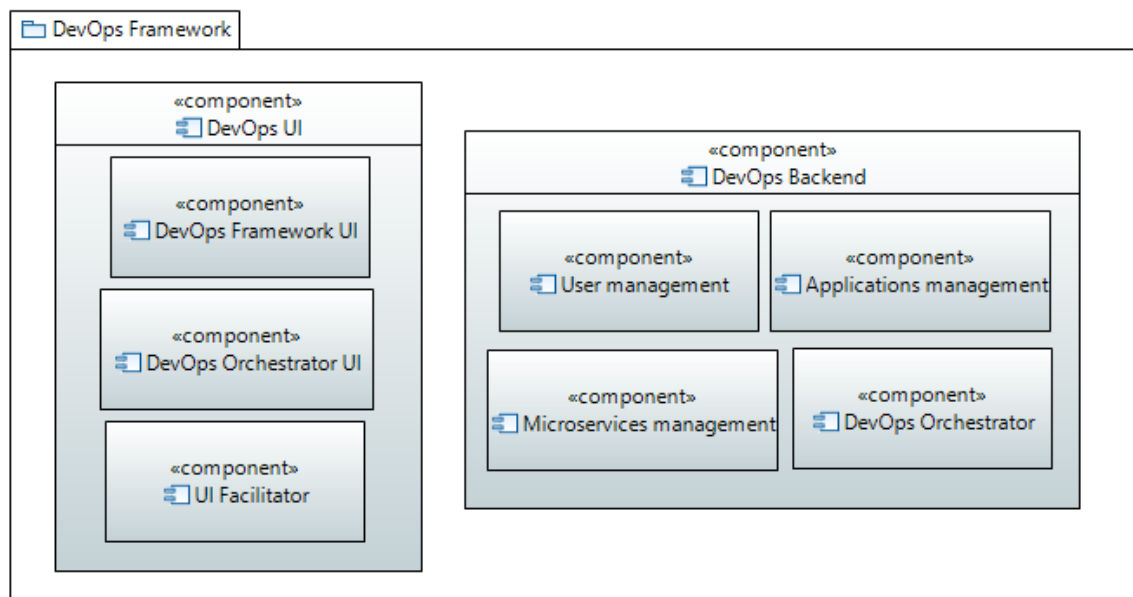 DevOps Framework
«component»
DevOps UI
«component»
DevOps Framework UI
«component»
DevOps Orchestrator UI
«component»
UI Facilitator
«component»
DevOps Backend
«component»
User management
«component»
Applications management
«component»
Microservices management
«component»
DevOps Orchestrator